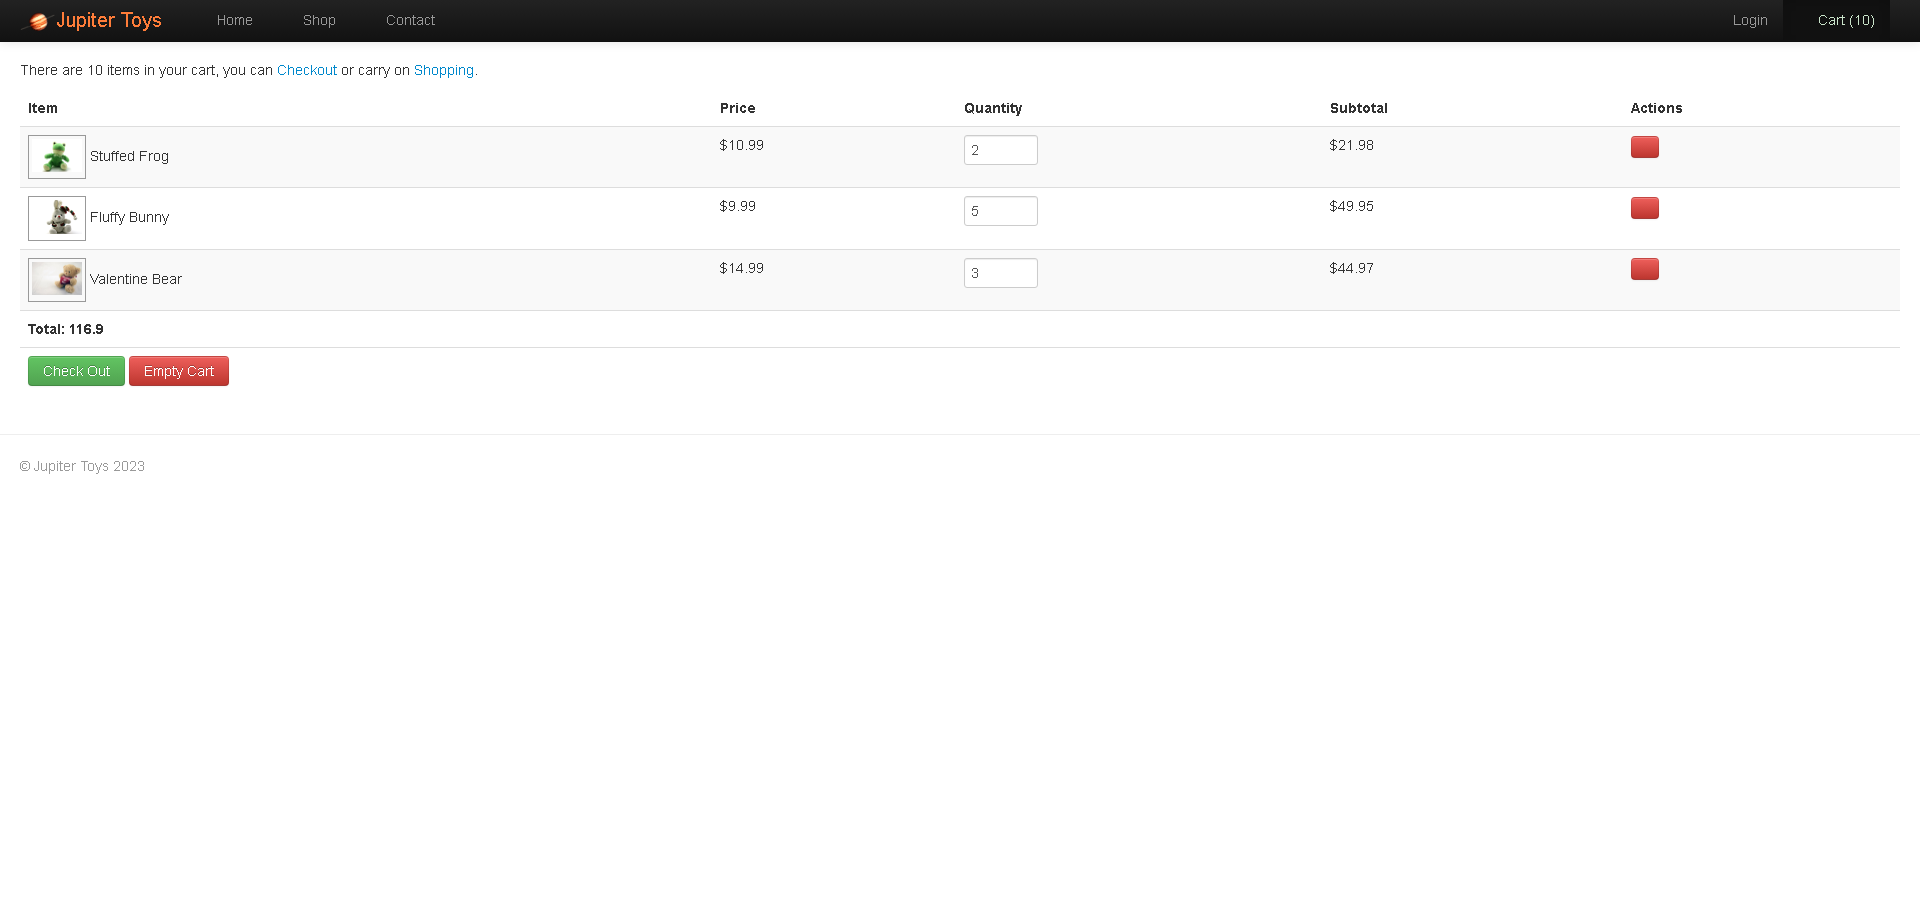 Jupiter Toys Home Shop Contact Login Cart (10)
There are 10 items in your cart, you can Checkout or carry on Shopping.
Item Price Quantity Subtotal Actions
Stuffed Frog $10.99 2 $21.98
Fluffy Bunny $9.99 5 $49.95
Valentine Bear $14.99 3 $44.97
Total: 116.9
Check Out Empty Cart
© Jupiter Toys 2023